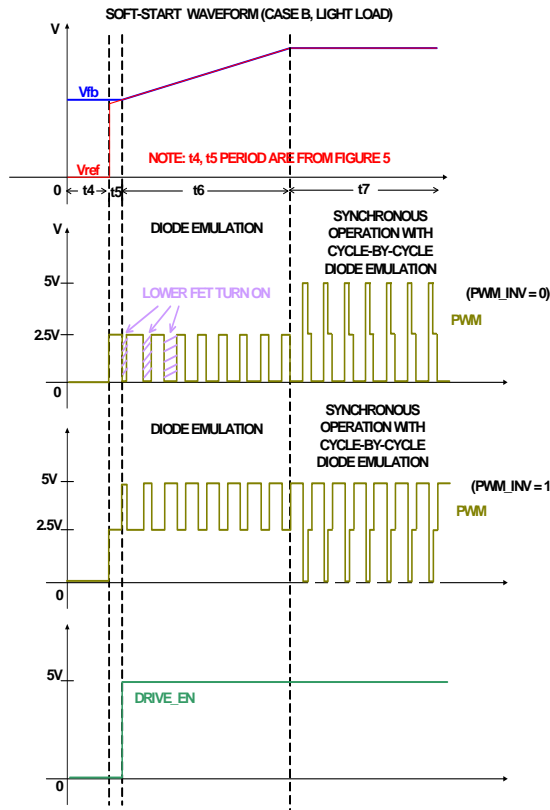 SOFT-START WAVEFORM (CASE B, LIGHT LOAD)
V
Vfb
NOTE: t4, t5 PERIOD ARE FROM FIGURE 5
Vref
0
t4
t5
t6
t7
V
DIODE EMULATION
SYNCHRONOUS
OPERATION WITH
CYCLE-BY-CYCLE
DIODE EMULATION
5V
LOWER FET TURN ON
(PWM_INV = 0)
PWM
2.5V
0
DIODE EMULATION
SYNCHRONOUS
OPERATION WITH
CYCLE-BY-CYCLE
DIODE EMULATION
5V
(PWM_INV = 1
PWM
2.5V
0
5V
DRIVE_EN
0